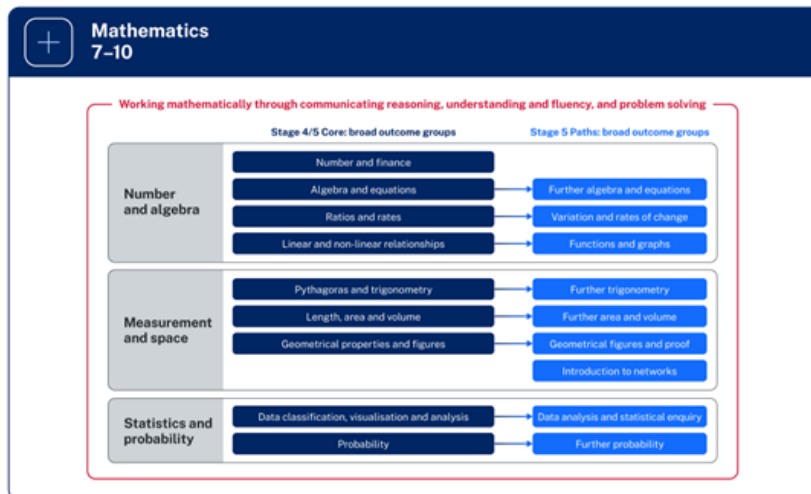 Mathematics
7–10
Working mathematically through communicating reasoning, understanding and fluency, and problem solving
Stage 4/5 Core: broad outcome groups
Stage 5 Paths: broad outcome groups
Number
and algebra
Number and finance
Algebra and equations
Further algebra and equations
Ratios and rates
Variation and rates of change
Linear and non-linear relationships
Functions and graphs
Measurement
and space
Pythagoras and trigonometry
Further trigonometry
Length, area and volume
Further area and volume
Geometrical properties and figures
Geometrical figures and proof
Introduction to networks
Statistics and
probability
Data classification, visualisation and analysis
Data analysis and statistical enquiry
Probability
Further probability